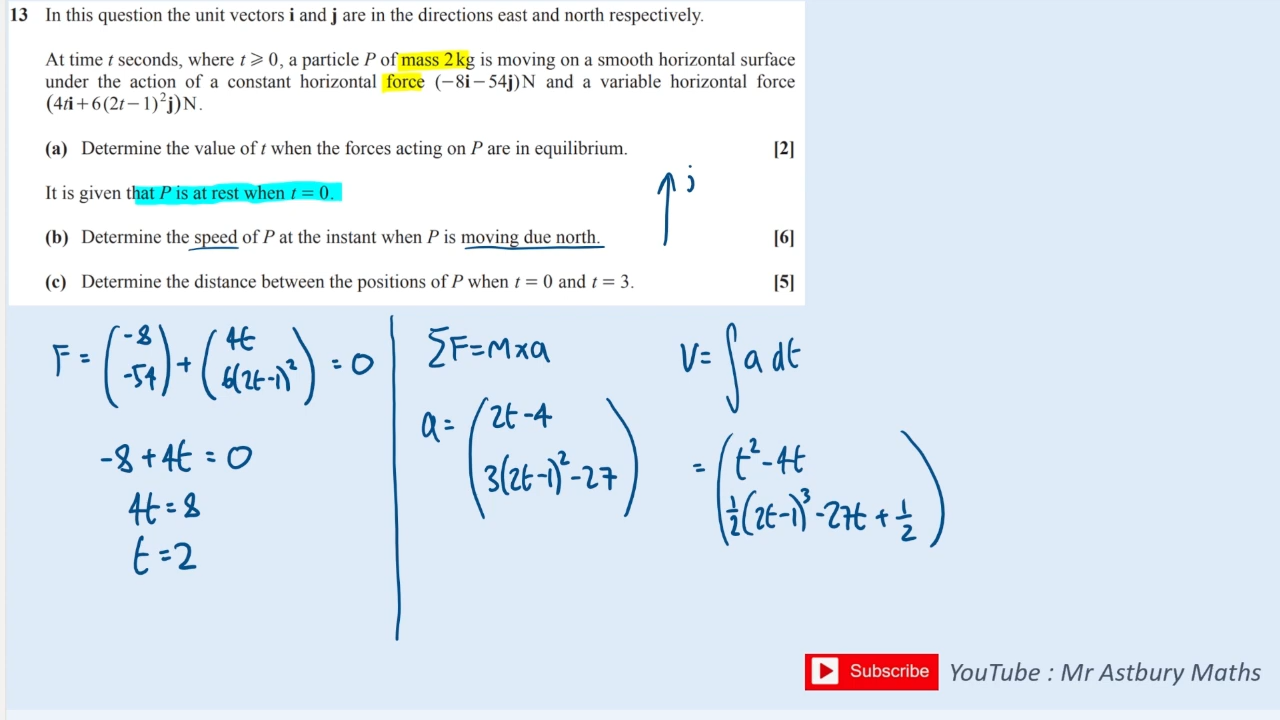 13 In this question the unit vectors i and j are in the directions east and north respectively.
At time t seconds, where t ⩾ 0, a particle P of mass 2 kg is moving on a smooth horizontal surface
under the action of a constant horizontal force (−8i − 54j) N and a variable horizontal force
(4ti + 6(2t − 1)²j) N.
(a) Determine the value of t when the forces acting on P are in equilibrium. [2]
It is given that P is at rest when t = 0.
j
(b) Determine the speed of P at the instant when P is moving due north. [6]
(c) Determine the distance between the positions of P when t = 0 and t = 3. [5]
F = (-8 -54) + (4t 6(2t-1)²) = 0
-8 + 4t = 0
4t = 8
t = 2
ΣF = m×a
a = (2t-4 3(2t-1)²-27)
v = ∫ a dt
= (t²-4t ½(2t-1)³-27t + ½)
Subscribe
YouTube : Mr Astbury Maths